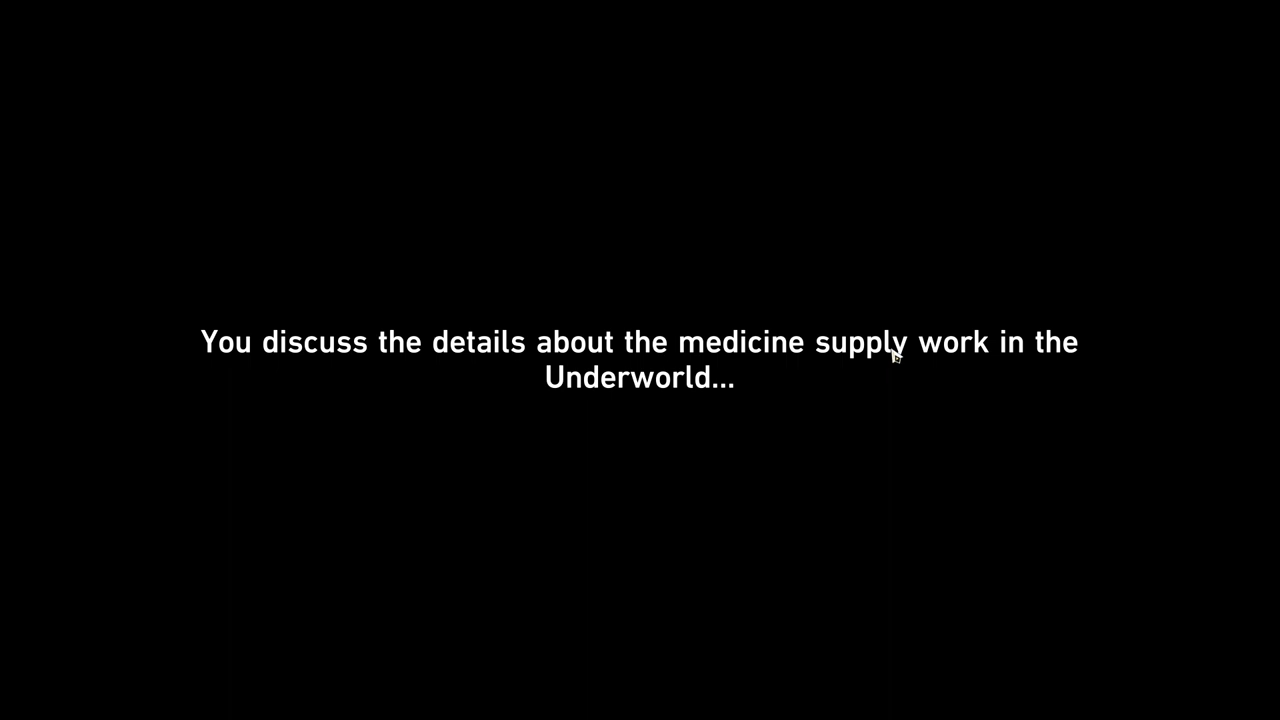 You discuss the details about the medicine supply work in the
Underworld...